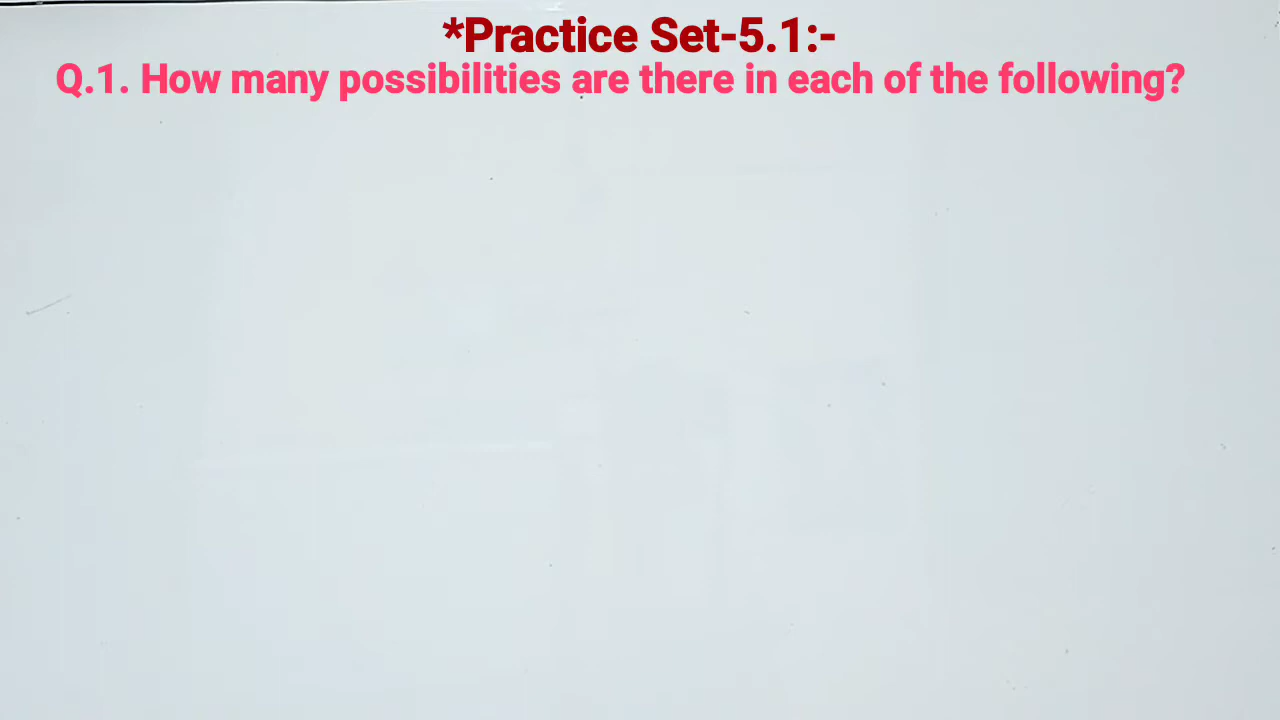 *Practice Set-5.1:-
Q.1. How many possibilities are there in each of the following?